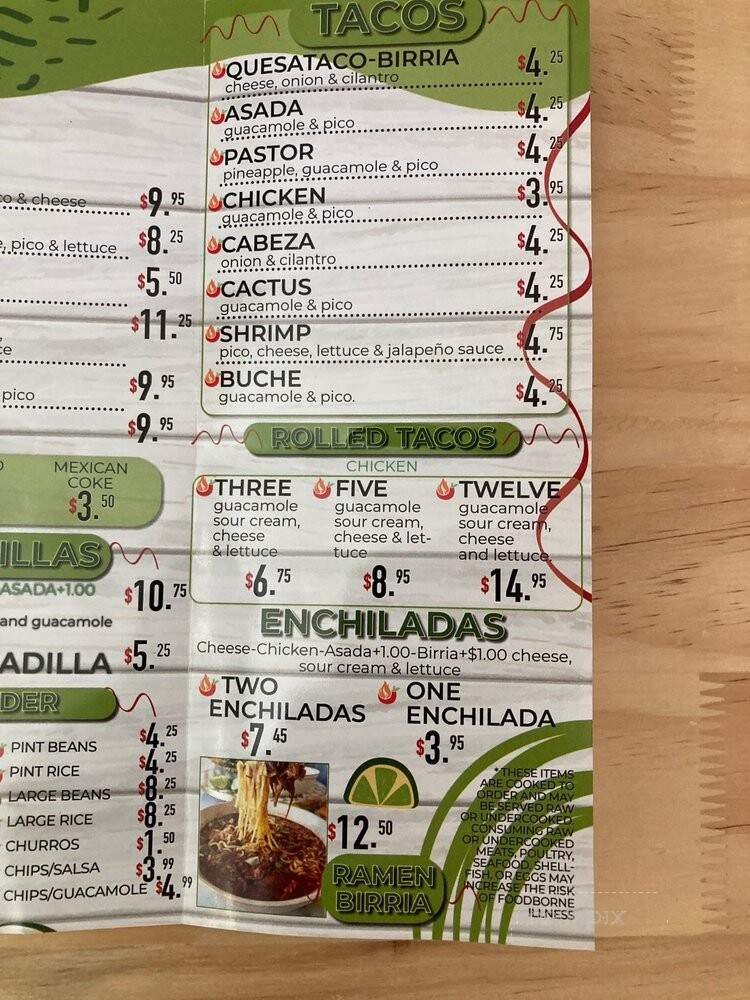 co & cheese $9.95
, pico & lettuce $8.25
$5.50
$11.25
pico $9.95
$9.95
MEXICAN
COKE
$3.50
ILLAS
ASADA+1.00 $10.75
and guacamole
ADILLA $5.25
DER
PINT BEANS $4.25
PINT RICE $4.25
LARGE BEANS $8.25
LARGE RICE $8.25
CHURROS $1.50
CHIPS/SALSA $3.99
CHIPS/GUACAMOLE $4.99
TACOS
QUESATACO-BIRRIA $4.25
cheese, onion & cilantro
ASADA $4.25
guacamole & pico
PASTOR $4.25
pineapple, guacamole & pico
CHICKEN $3.95
guacamole & pico
CABEZA $4.25
onion & cilantro
CACTUS $4.25
guacamole & pico
SHRIMP $4.75
pico, cheese, lettuce & jalapeño sauce
BUCHE $4.25
guacamole & pico.
ROLLED TACOS
CHICKEN
THREE
guacamole
sour cream,
cheese
& lettuce
$6.75
FIVE
guacamole
sour cream,
cheese & let-
tuce
$8.95
TWELVE
guacamole
sour cream,
cheese
and lettuce.
$14.95
ENCHILADAS
Cheese-Chicken-Asada+1.00-Birria+$1.00 cheese,
sour cream & lettuce
TWO
ENCHILADAS
$7.45
ONE
ENCHILADA
$3.95
$12.50
RAMEN
BIRRIA
*THESE ITEMS
ARE COOKED TO
ORDER AND MAY
BE SERVED RAW
OR UNDERCOOKED.
CONSUMING RAW
OR UNDERCOOKED
MEATS, POULTRY,
SEAFOOD, SHELL-
FISH, OR EGGS MAY
INCREASE THE RISK
OF FOODBORNE
ILLNESS